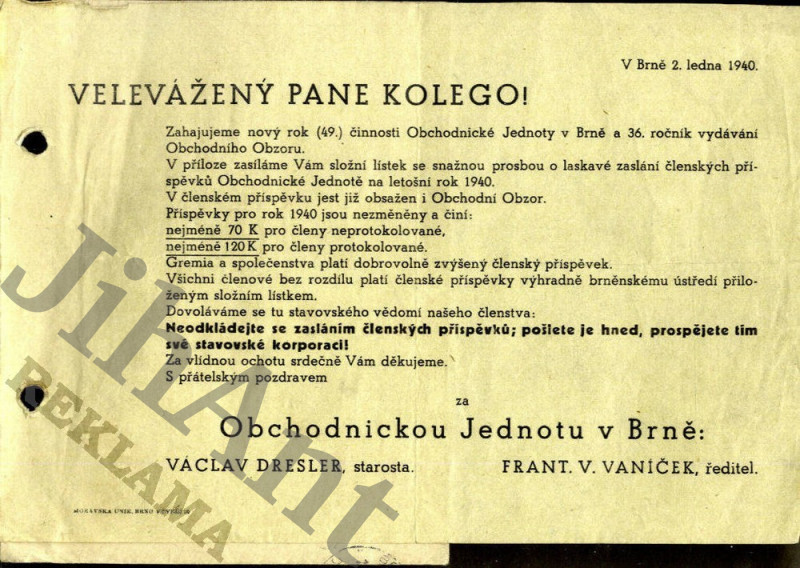 V Brně 2. ledna 1940.
VELEVÁŽENÝ PANE KOLEGO!
Zahajujeme nový rok (49.) činnosti Obchodnické Jednoty v Brně a 36. ročník vydávání
Obchodního Obzoru.
V příloze zasíláme Vám složní lístek se snažnou prosbou o laskavé zaslání členských pří-
spěvků Obchodnické Jednotě na letošní rok 1940.
V členském příspěvku jest již obsažen i Obchodní Obzor.
Příspěvky pro rok 1940 jsou nezměněny a činí:
nejméně 70 K pro členy neprotokolované,
nejméně 120 K pro členy protokolované.
Gremia a společenstva platí dobrovolně zvýšený členský příspěvek.
Všichni členové bez rozdílu platí členské příspěvky výhradně brněnskému ústředí přilo-
ženým složním lístkem.
Dovoláváme se tu stavovského vědomí našeho členstva:
Neodkládejte se zasláním členských příspěvků; pošlete je hned, prospějete tím
své stavovské korporaci!
Za vlídnou ochotu srdečně Vám děkujeme.
S přátelským pozdravem
za
Obchodnickou Jednotu v Brně:
VÁCLAV DRESLER, starosta. FRANT. V. VANÍČEK, ředitel.
MORAVSKÁ UNIE, BRNO
JiriAnt
REKLAMA